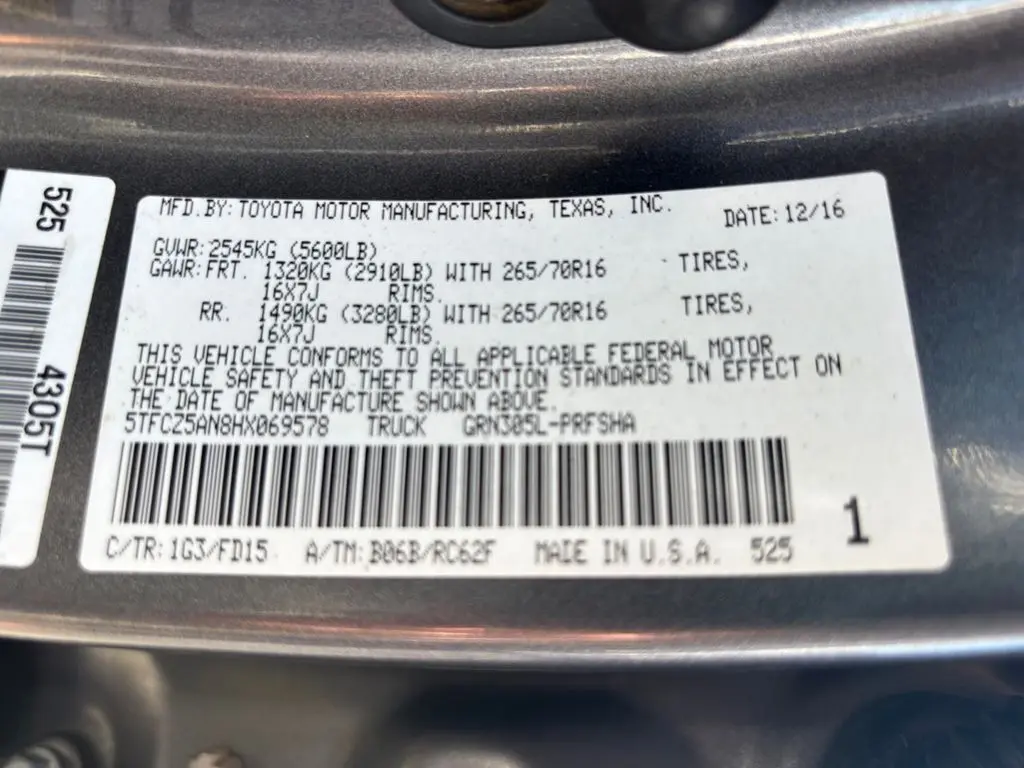 MFD.BY:TOYOTA MOTOR MANUFACTURING, TEXAS, INC. DATE:12/16
GVWR:2545KG (5600LB)
GAWR:FRT. 1320KG (2910LB) WITH 265/70R16 TIRES,
16X7J RIMS.
RR. 1490KG (3280LB) WITH 265/70R16 TIRES,
16X7J RIMS.
THIS VEHICLE CONFORMS TO ALL APPLICABLE FEDERAL MOTOR
VEHICLE SAFETY AND THEFT PREVENTION STANDARDS IN EFFECT ON
THE DATE OF MANUFACTURE SHOWN ABOVE.
5TFCZ5AN8HX069578 TRUCK GRN305L-PRFSHA
1
C/TR:1G3/FD15 A/TM:B06B/RC62F MADE IN U.S.A. 525
525 4305T